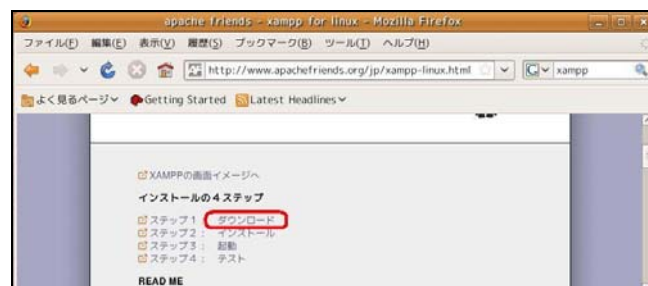 apache friends - xampp for linux - Mozilla Firefox
ファイル(F) 編集(E) 表示(V) 履歴(S) ブックマーク(B) ツール(T) ヘルプ(H)
http://www.apachefriends.org/jp/xampp-linux.html xampp
よく見るページ Getting Started Latest Headlines
XAMPPの画面イメージへ
インストールの4ステップ
ステップ1: ダウンロード
ステップ2: インストール
ステップ3: 起動
ステップ4: テスト
READ ME